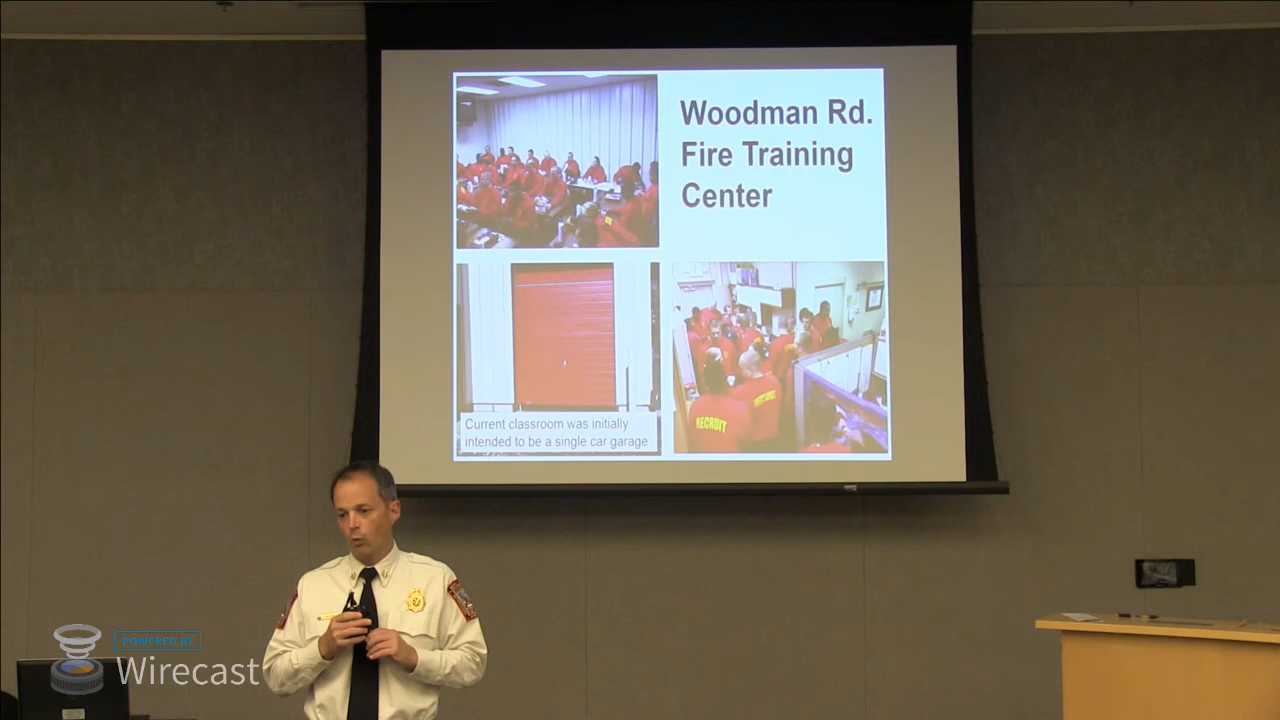 Woodman Rd.
Fire Training
Center
Current classroom was initially
intended to be a single car garage
RECRUIT
POWERED BY
Wirecast